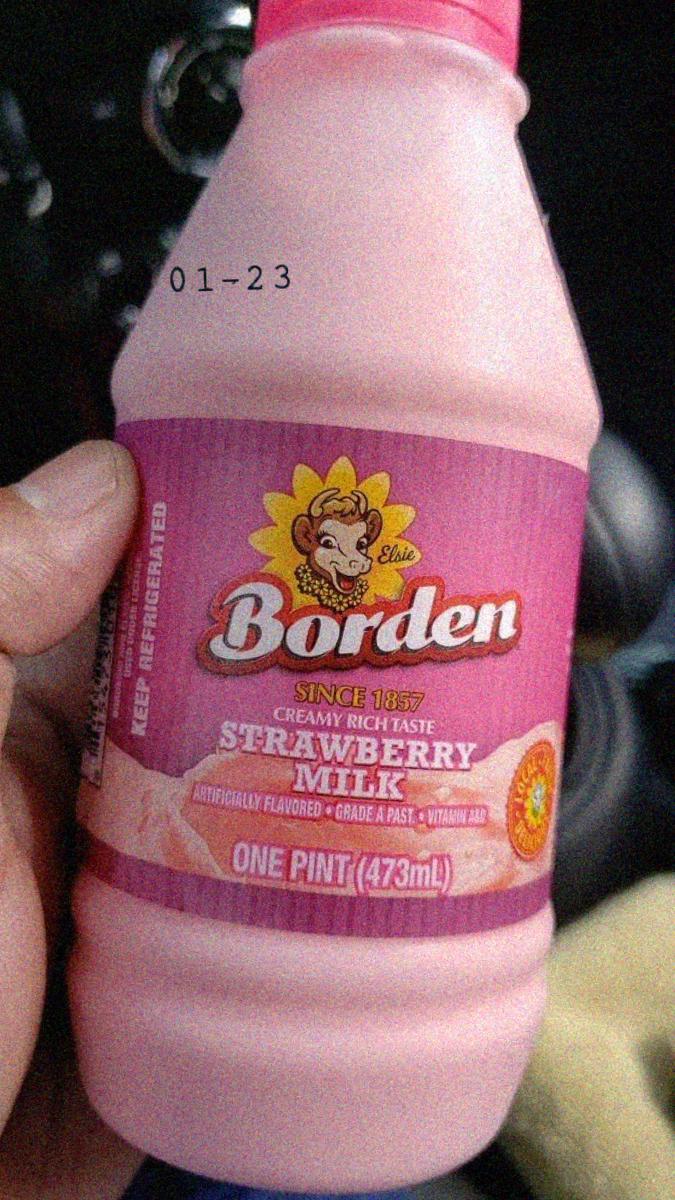 01-23
Elsie
Borden
SINCE 1857
CREAMY RICH TASTE
STRAWBERRY
MILK
ARTIFICIALLY FLAVORED • GRADE A PAST. • VITAMIN A&D
ONE PINT (473mL)
KEEP REFRIGERATED